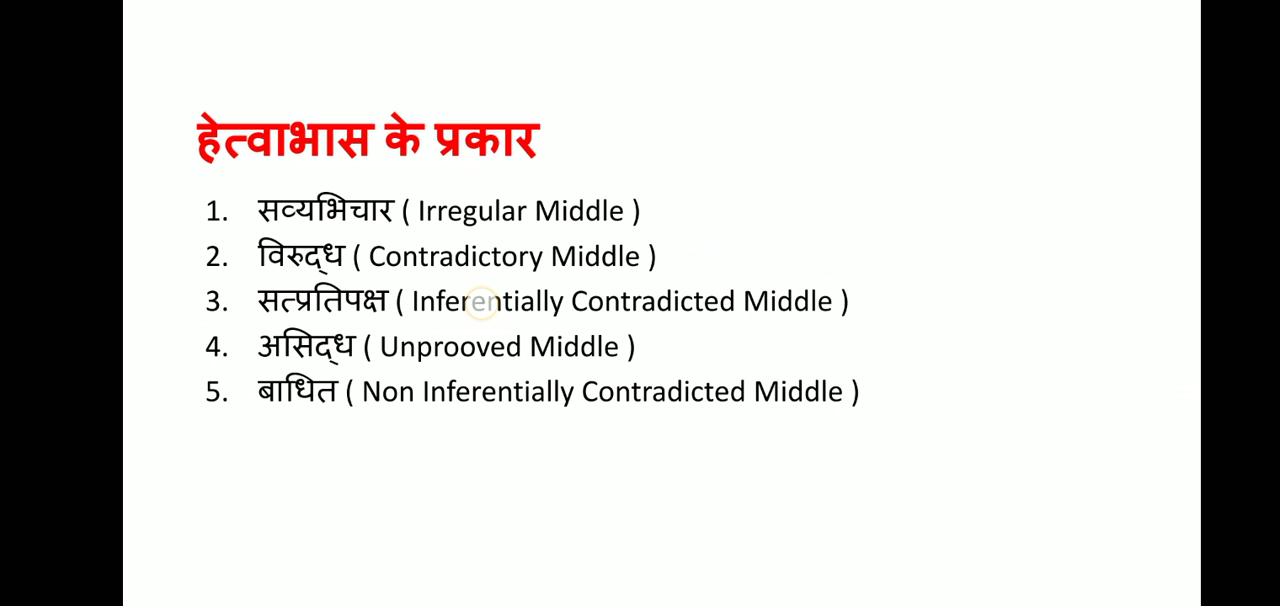 हेत्वाभास के प्रकार
1. सव्यभिचार ( Irregular Middle )
2. विरुद्ध ( Contradictory Middle )
3. सत्प्रतिपक्ष ( Inferentially Contradicted Middle )
4. असिद्ध ( Unprooved Middle )
5. बाधित ( Non Inferentially Contradicted Middle )